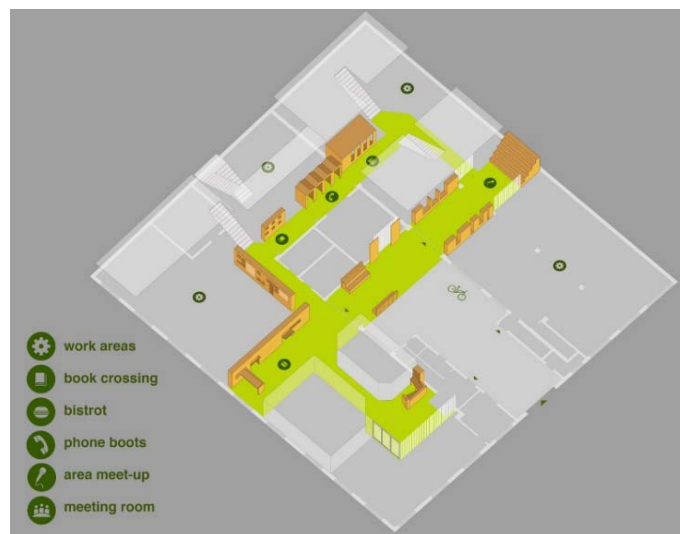 work areas
book crossing
bistrot
phone boots
area meet-up
meeting room